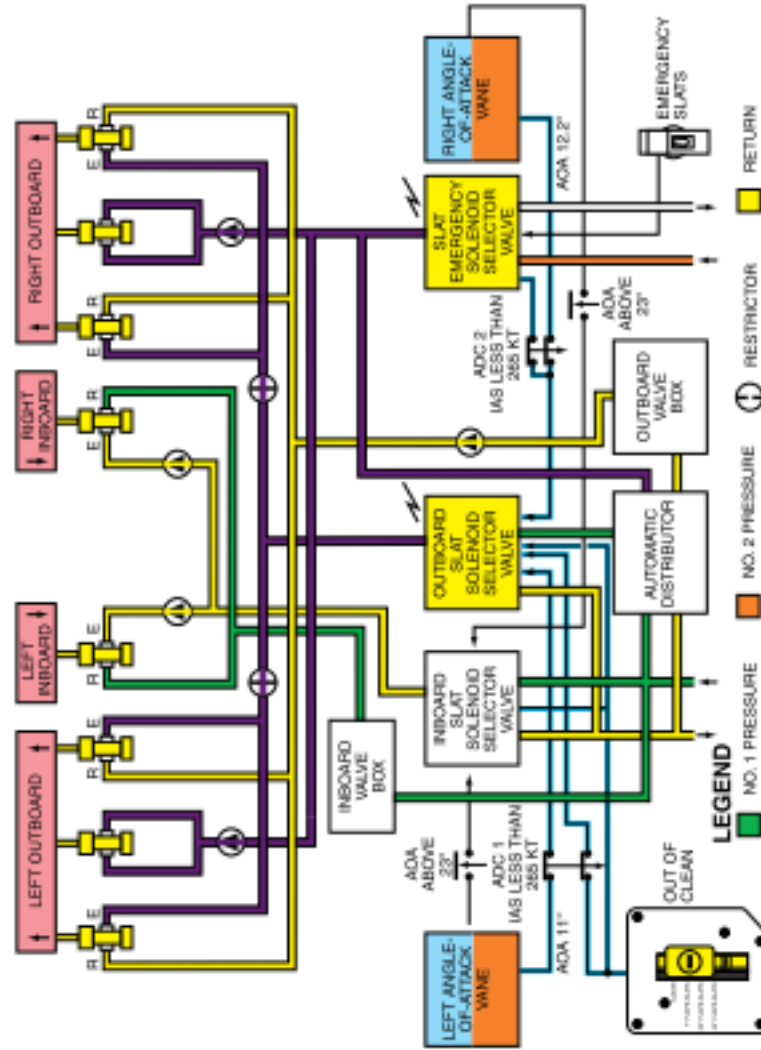 LEFT OUTBOARD
LEFT
INBOARD
RIGHT
INBOARD
RIGHT OUTBOARD
R
E
R
E
R
E
E
R
E
R
E
R
INBOARD
VALVE
BOX
LEFT ANGLE-
OF-ATTACK
VANE
AOA
ABOVE
23°
AOA 11°
ADC 1
IAS LESS THAN
265 KT
INBOARD
SLAT
SOLENOID
SELECTOR
VALVE
OUTBOARD
SLAT
SOLENOID
SELECTOR
VALVE
ADC 2
IAS LESS THAN
265 KT
SLAT
EMERGENCY
SOLENOID
SELECTOR
VALVE
RIGHT ANGLE-
OF-ATTACK
VANE
AOA 12.2°
AOA
ABOVE
23°
EMERGENCY
SLATS
OUT OF
CLEAN
AUTOMATIC
DISTRIBUTOR
OUTBOARD
VALVE
BOX
LEGEND
NO. 1 PRESSURE
NO. 2 PRESSURE
RESTRICTOR
RETURN